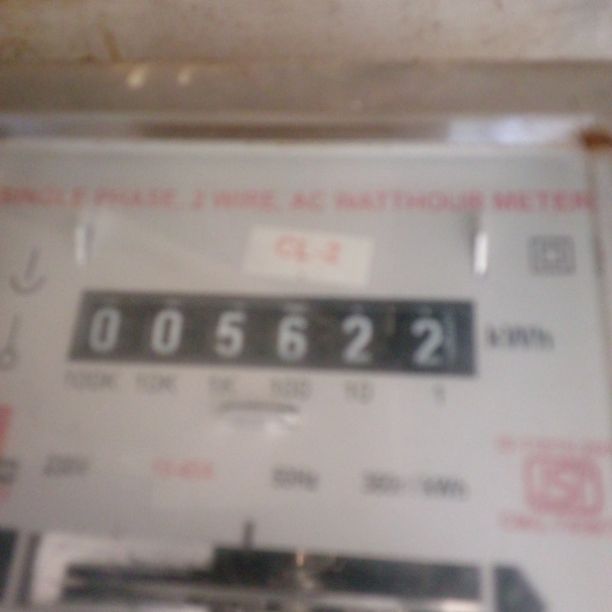 SINGLE PHASE, 2 WIRE, AC WATTHOUR METER
CL-2
005622 kWh
100K 10K 1K 100 10 1
50Hz
ISI